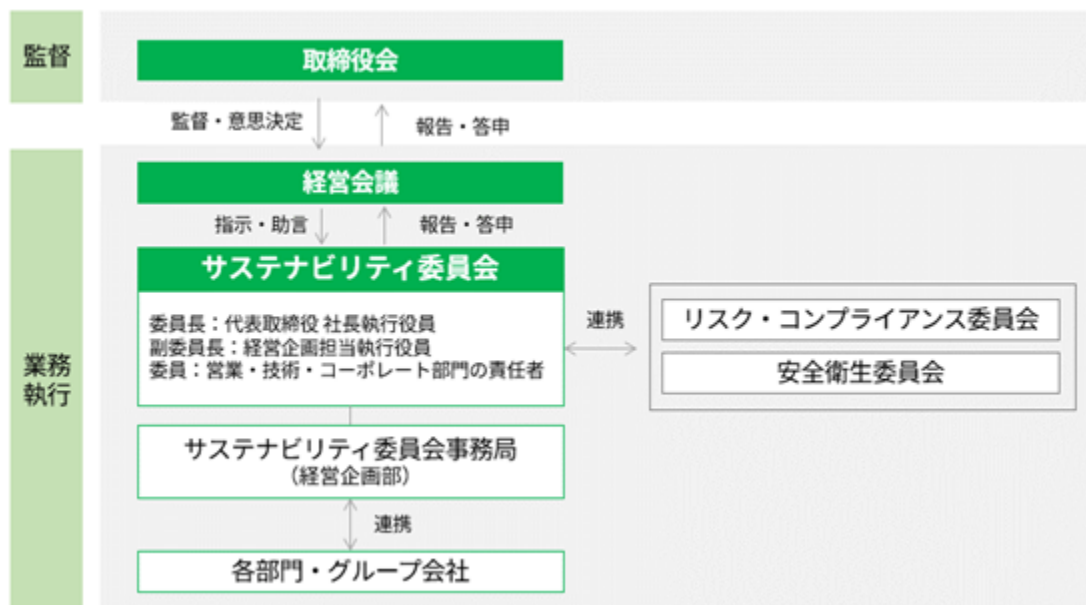 監督
取締役会
監督・意思決定
報告・答申
経営会議
指示・助言
報告・答申
サステナビリティ委員会
委員長：代表取締役 社長執行役員
副委員長：経営企画担当執行役員
委員：営業・技術・コーポレート部門の責任者
連携
リスク・コンプライアンス委員会
安全衛生委員会
業務
執行
サステナビリティ委員会事務局
（経営企画部）
連携
各部門・グループ会社